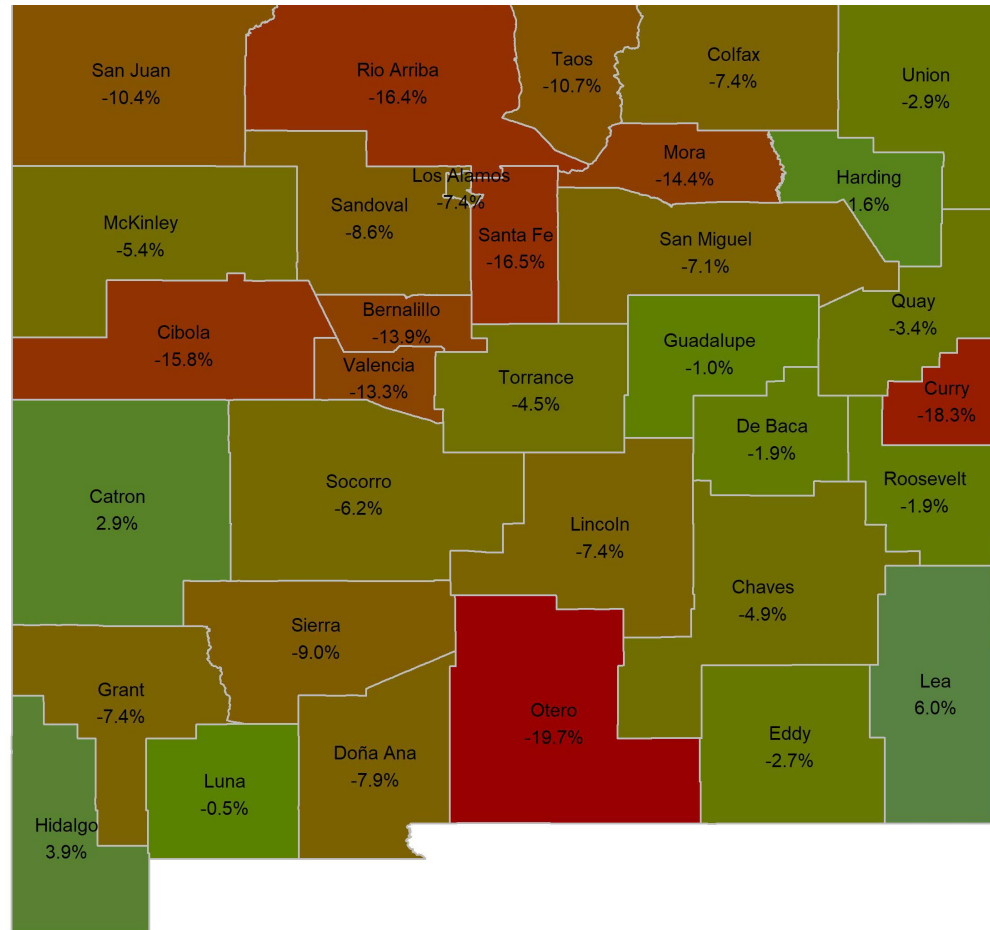 San Juan
-10.4%
Rio Arriba
-16.4%
Taos
-10.7%
Colfax
-7.4%
Union
-2.9%
Mora
-14.4%
Harding
1.6%
Los Alamos
-7.4%
McKinley
-5.4%
Sandoval
-8.6%
Santa Fe
-16.5%
San Miguel
-7.1%
Quay
-3.4%
Bernalillo
-13.9%
Cibola
-15.8%
Guadalupe
-1.0%
Valencia
-13.3%
Torrance
-4.5%
Curry
-18.3%
De Baca
-1.9%
Roosevelt
-1.9%
Catron
2.9%
Socorro
-6.2%
Lincoln
-7.4%
Chaves
-4.9%
Sierra
-9.0%
Grant
-7.4%
Otero
-19.7%
Lea
6.0%
Eddy
-2.7%
Doña Ana
-7.9%
Luna
-0.5%
Hidalgo
3.9%